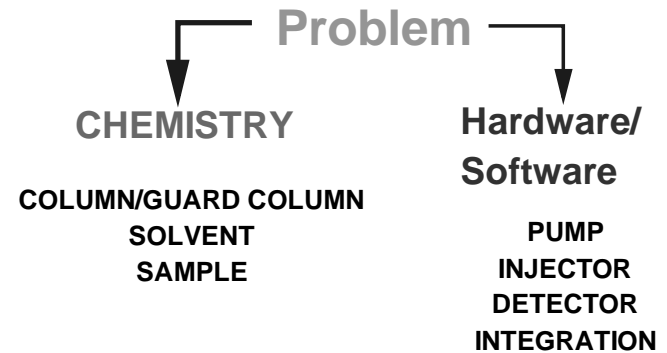 Problem
CHEMISTRY
COLUMN/GUARD COLUMN
SOLVENT
SAMPLE
Hardware/
Software
PUMP
INJECTOR
DETECTOR
INTEGRATION